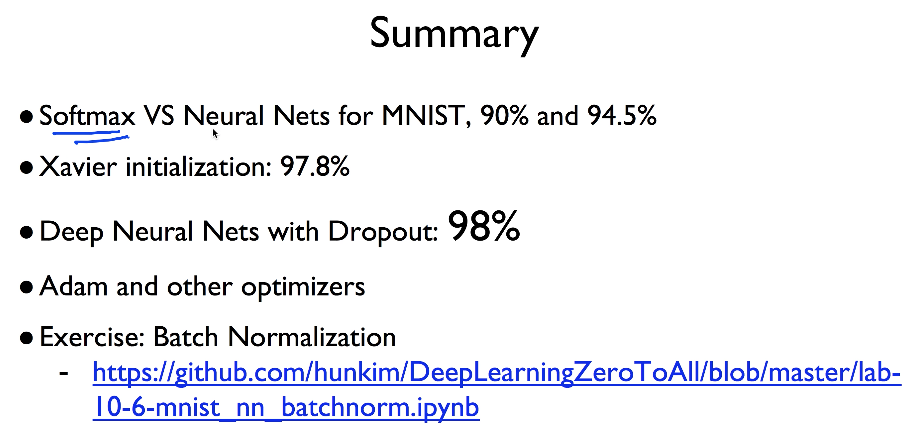 Summary
● Softmax VS Neural Nets for MNIST, 90% and 94.5%
● Xavier initialization: 97.8%
● Deep Neural Nets with Dropout: 98%
● Adam and other optimizers
● Exercise: Batch Normalization
- https://github.com/hunkim/DeepLearningZeroToAll/blob/master/lab-
10-6-mnist_nn_batchnorm.ipynb